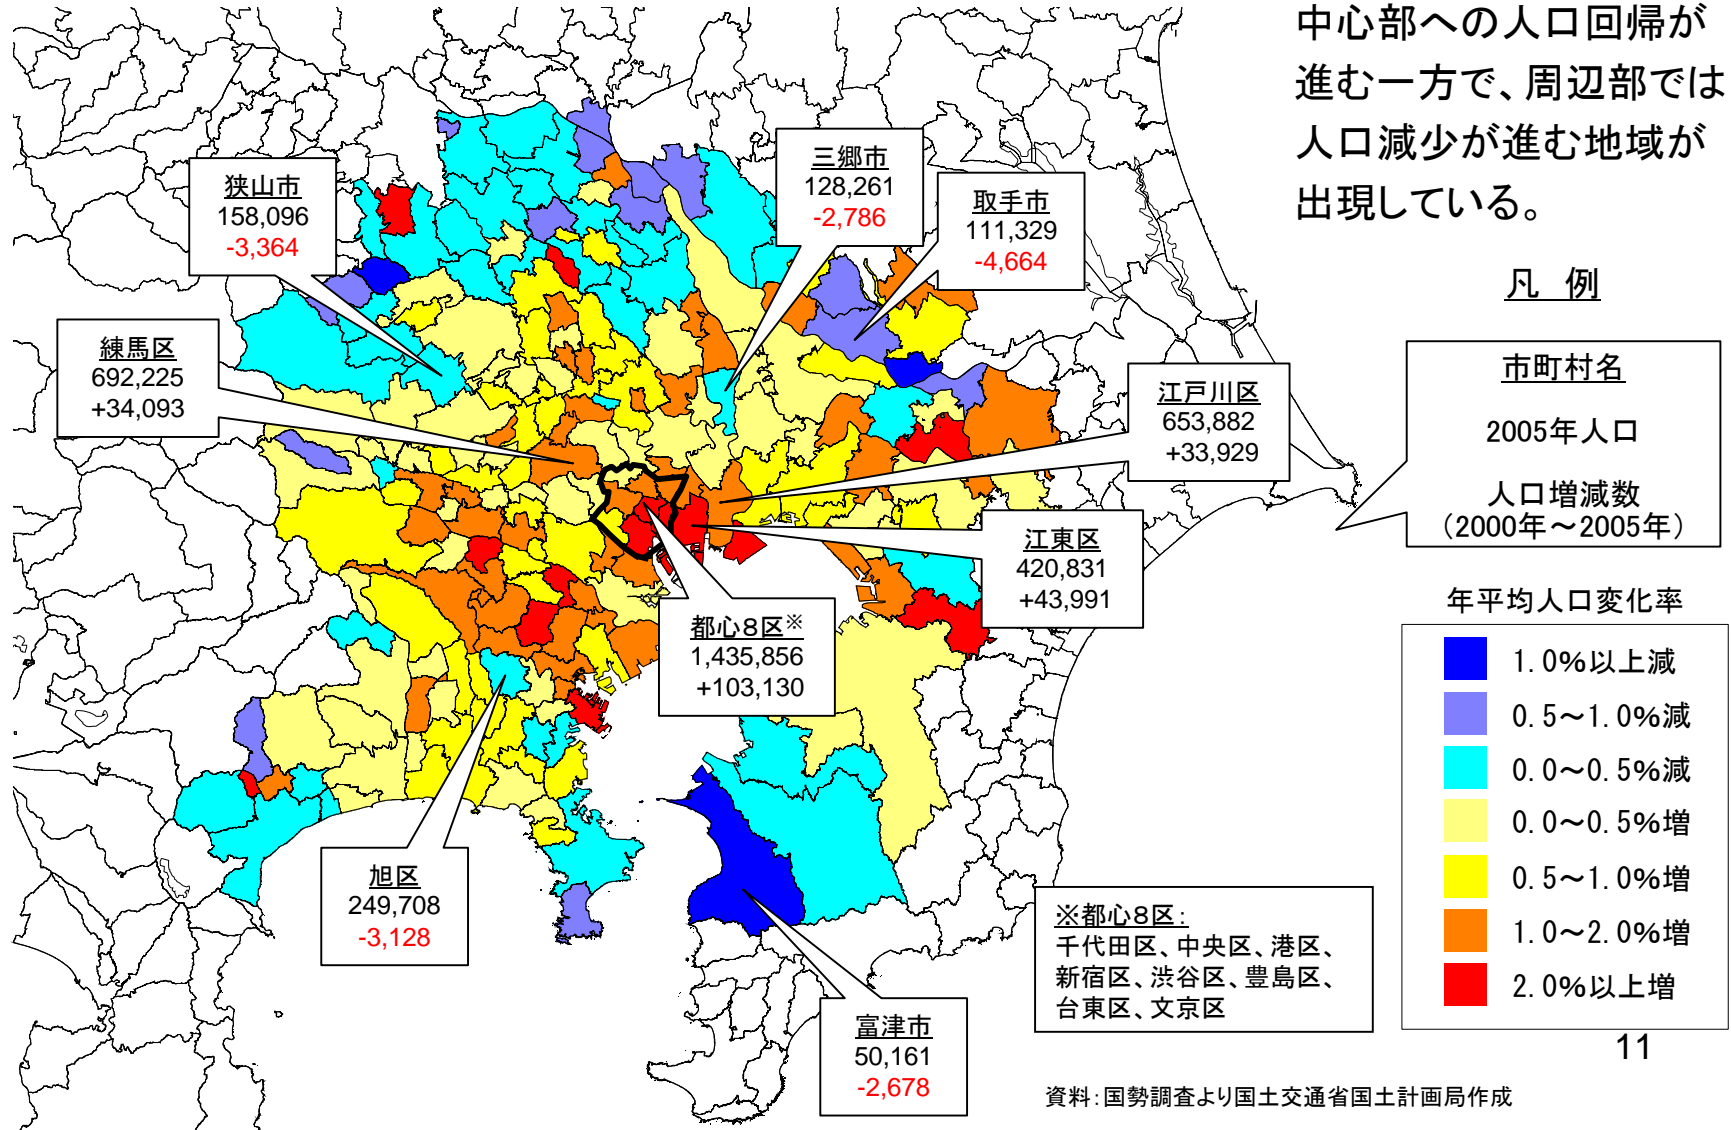 中心部への人口回帰が
進む一方で、周辺部では
人口減少が進む地域が
出現している。
狭山市
158,096
-3,364
三郷市
128,261
-2,786
取手市
111,329
-4,664
練馬区
692,225
+34,093
江戸川区
653,882
+33,929
江東区
420,831
+43,991
都心8区※
1,435,856
+103,130
旭区
249,708
-3,128
富津市
50,161
-2,678
凡 例
市町村名
2005年人口
人口増減数
(2000年～2005年)
年平均人口変化率
1.0%以上減
0.5～1.0%減
0.0～0.5%減
0.0～0.5%増
0.5～1.0%増
1.0～2.0%増
2.0%以上増
※都心8区:
千代田区、中央区、港区、
新宿区、渋谷区、豊島区、
台東区、文京区
11
資料:国勢調査より国土交通省国土計画局作成